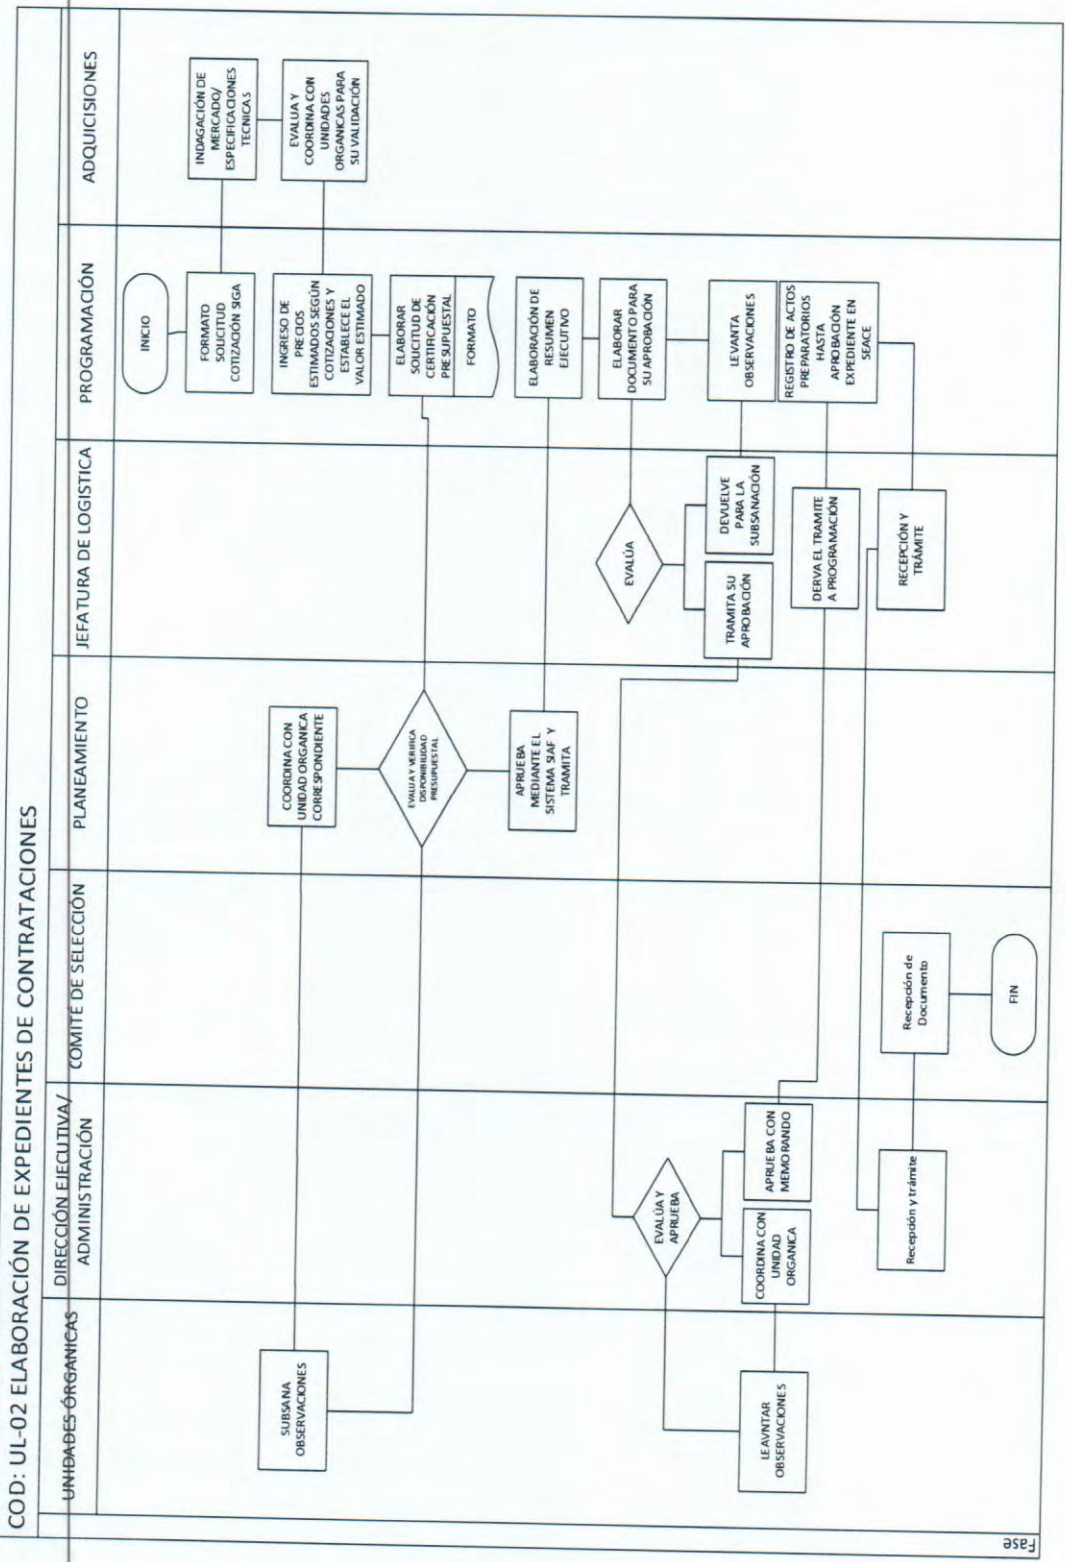 COD: UL-02 ELABORACIÓN DE EXPEDIENTES DE CONTRATACIONES
UNIDADES ÓRGANICAS
DIRECCIÓN EJECUTIVA/
ADMINISTRACIÓN
COMITÉ DE SELECCIÓN
PLANEAMIENTO
JEFATURA DE LOGISTICA
PROGRAMACIÓN
ADQUICISIONES
INICIO
FORMATO
SOLICITUD
COTIZACIÓN SIGA
INDAGACIÓN DE
MERCADO/
ESPECIFICACIONES
TECNICAS
EVALUA Y
COORDINA CON
UNIDADES
ORGANICAS PARA
SU VALIDACIÓN
INGRESO DE
PRECIOS
ESTIMADOS SEGÚN
COTIZACIONES Y
ESTABLECE EL
VALOR ESTIMADO
ELABORAR
SOLICITUD DE
CERTIFICACIÓN
PRESUPUESTAL
FORMATO
COORDINA CON
UNIDAD ORGANICA
CORRESPONDIENTE
SUBSANA
OBSERVACIONES
EVALUA Y VERIFICA
DISPONIBILIDAD
PRESUPUESTAL
APRUEBA
MEDIANTE EL
SISTEMA SIAF Y
TRAMITA
ELABORACIÓN DE
RESUMEN
EJECUTIVO
ELABORAR
DOCUMENTO PARA
SU APROBACIÓN
EVALÚA
TRAMITA SU
APROBACIÓN
DEVUELVE
PARA LA
SUBSANACIÓN
LEVANTA
OBSERVACIONES
EVALÚA Y
APRUEBA
COORDINA CON
UNIDAD
ORGANICA
APRUEBA CON
MEMORANDO
LEAVNTAR
OBSERVACIONES
DERVA EL TRAMITE
A PROGRAMACIÓN
REGISTRO DE ACTOS
PREPARATORIOS
HASTA
APROBACIÓN
EXPEDIENTE EN
SEACE
RECEPCIÓN Y
TRÁMITE
Recepción y trámite
Recepción de
Documento
FIN
Fase